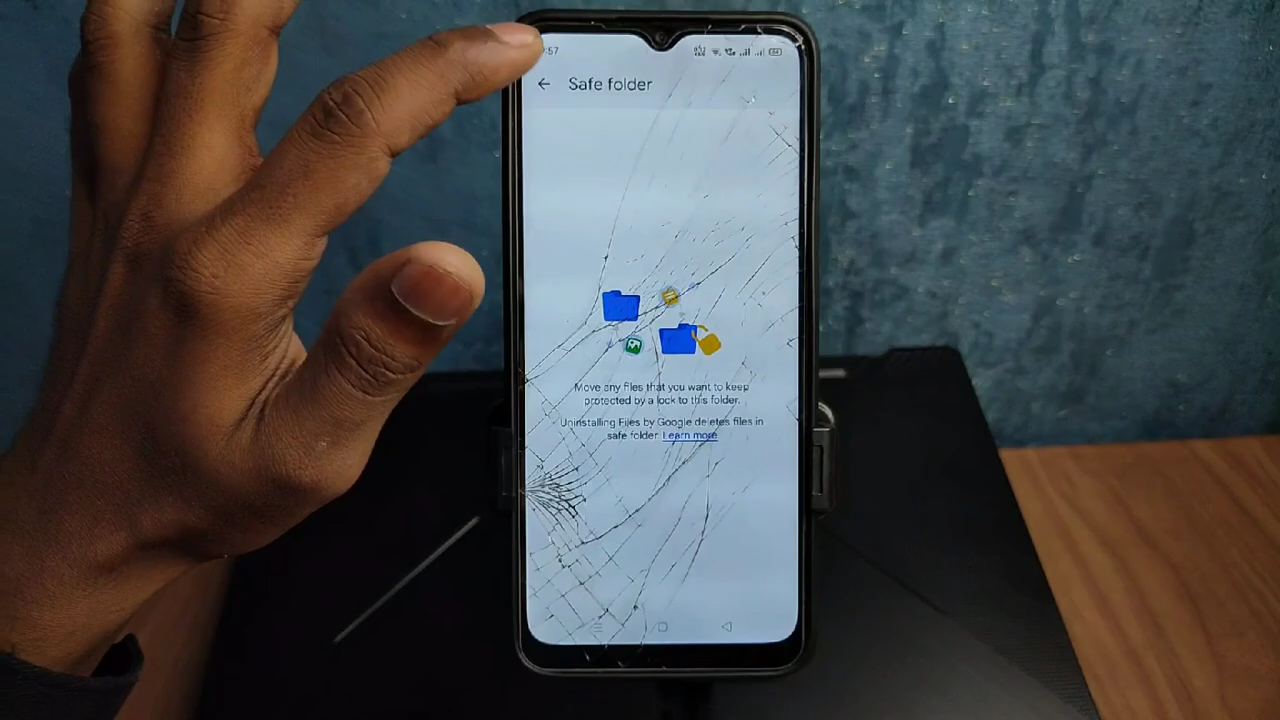 :57
Safe folder
Move any files that you want to keep
protected by a lock to this folder.
Uninstalling Files by Google deletes files in
safe folder. Learn more